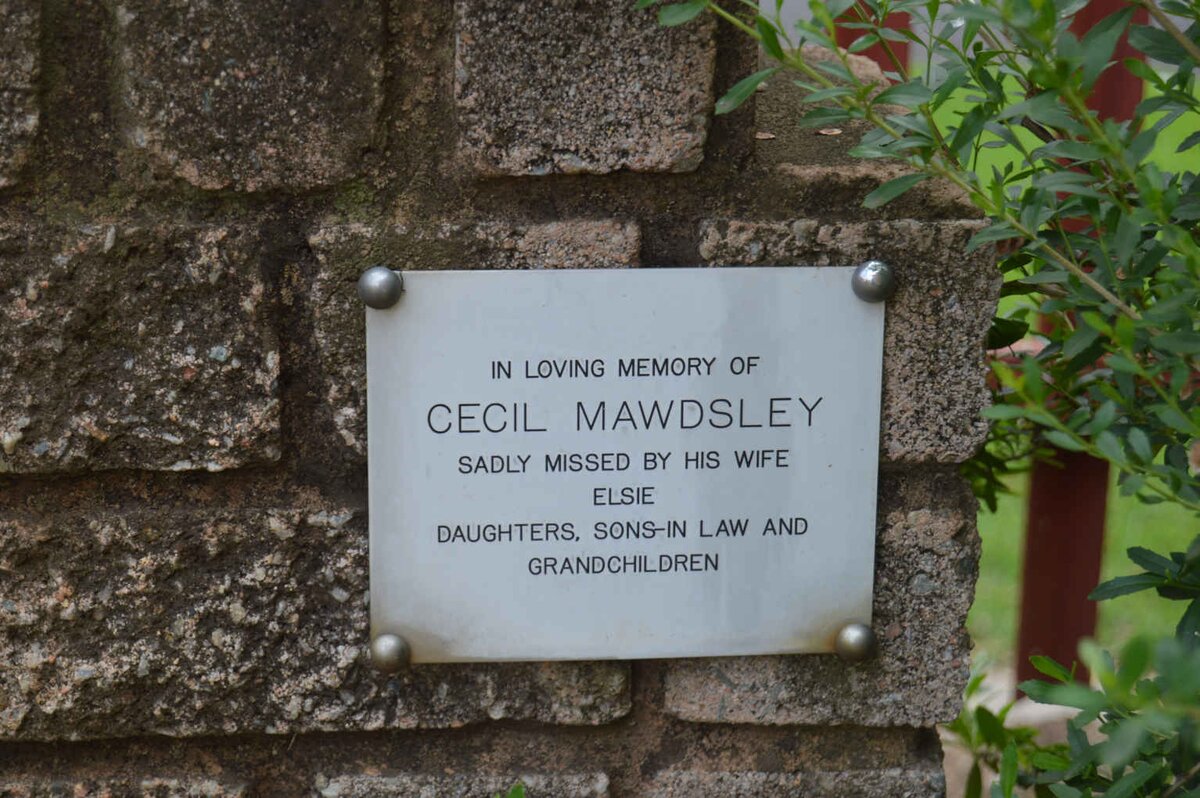 IN LOVING MEMORY OF
CECIL MAWDSLEY
SADLY MISSED BY HIS WIFE
ELSIE
DAUGHTERS, SONS-IN LAW AND
GRANDCHILDREN